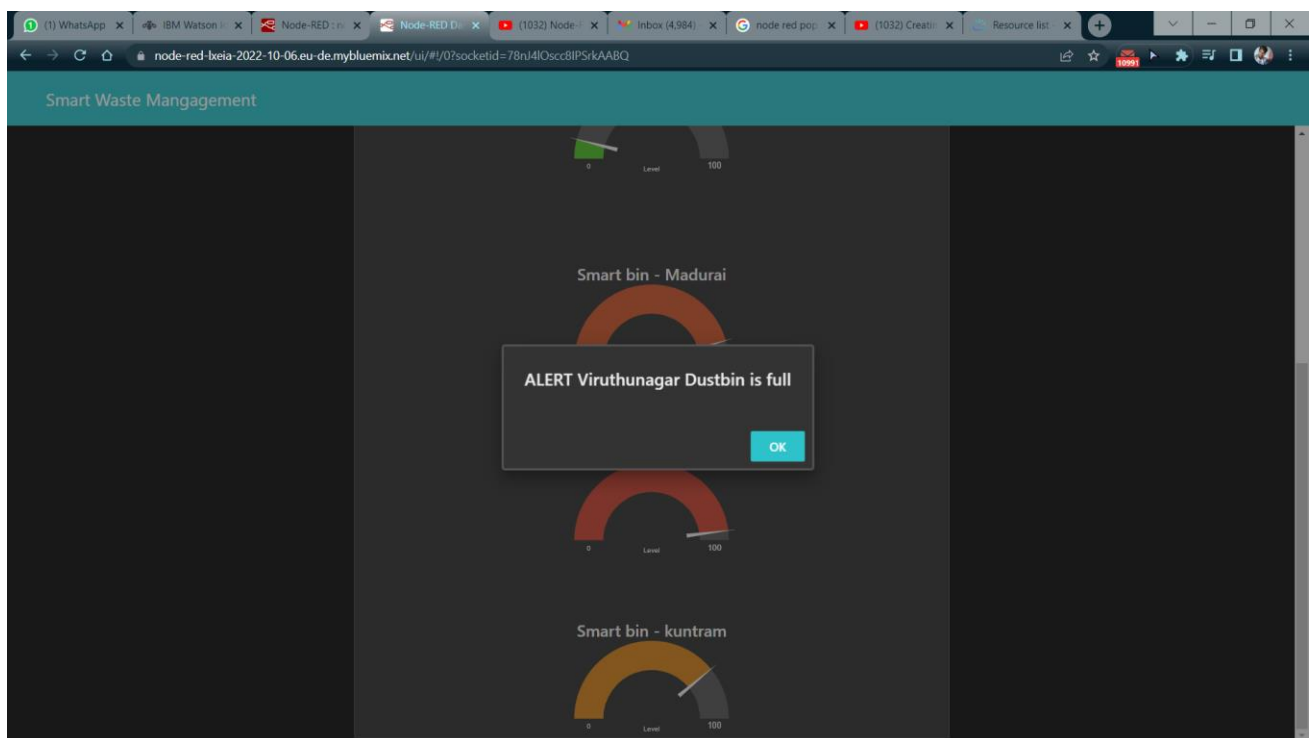 (1) WhatsApp
IBM Watson I
Node-RED : n
Node-RED D
(1032) Node-
Inbox (4,984)
node red pop
(1032) Creati
Resource list
node-red-lxeia-2022-10-06.eu-de.mybluemix.net/ui/#!/0?socketid=78nJ4lOscc8IPSrkAABQ
10991
Smart Waste Mangagement
0 Level 100
Smart bin - Madurai
ALERT Viruthunagar Dustbin is full
OK
0 Level 100
Smart bin - kuntram
0 Level 100